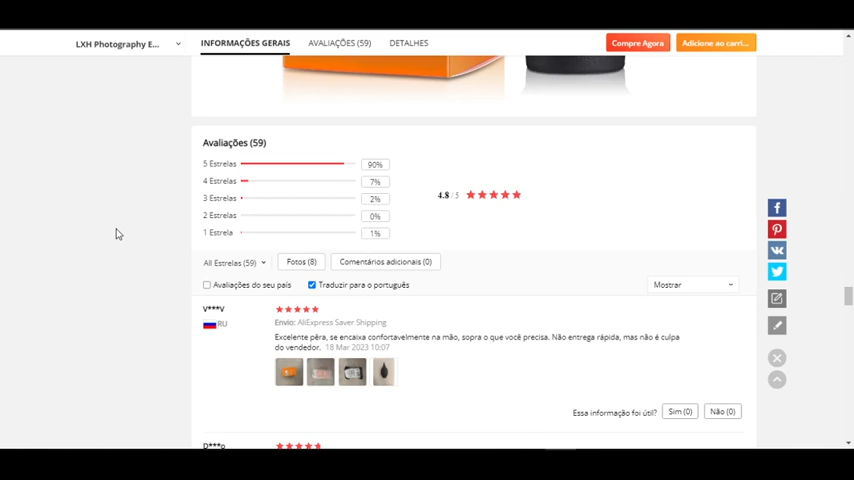 LXH Photography E...
INFORMAÇÕES GERAIS
AVALIAÇÕES (59)
DETALHES
Compre Agora
Adicione ao carri...
Avaliações (59)
5 Estrelas 90%
4 Estrelas 7%
3 Estrelas 2%
2 Estrelas 0%
1 Estrela 1%
4.8 / 5
All Estrelas (59)
Fotos (8)
Comentários adicionais (0)
Avaliações do seu país
Traduzir para o português
Mostrar
V***V
RU
Envio: AliExpress Saver Shipping
Excelente pêra, se encaixa confortavelmente na mão, sopra o que você precisa. Não entrega rápida, mas não é culpa
do vendedor. 18 Mar 2023 10:07
Essa informação foi útil?
Sim (0)
Não (0)
D***o